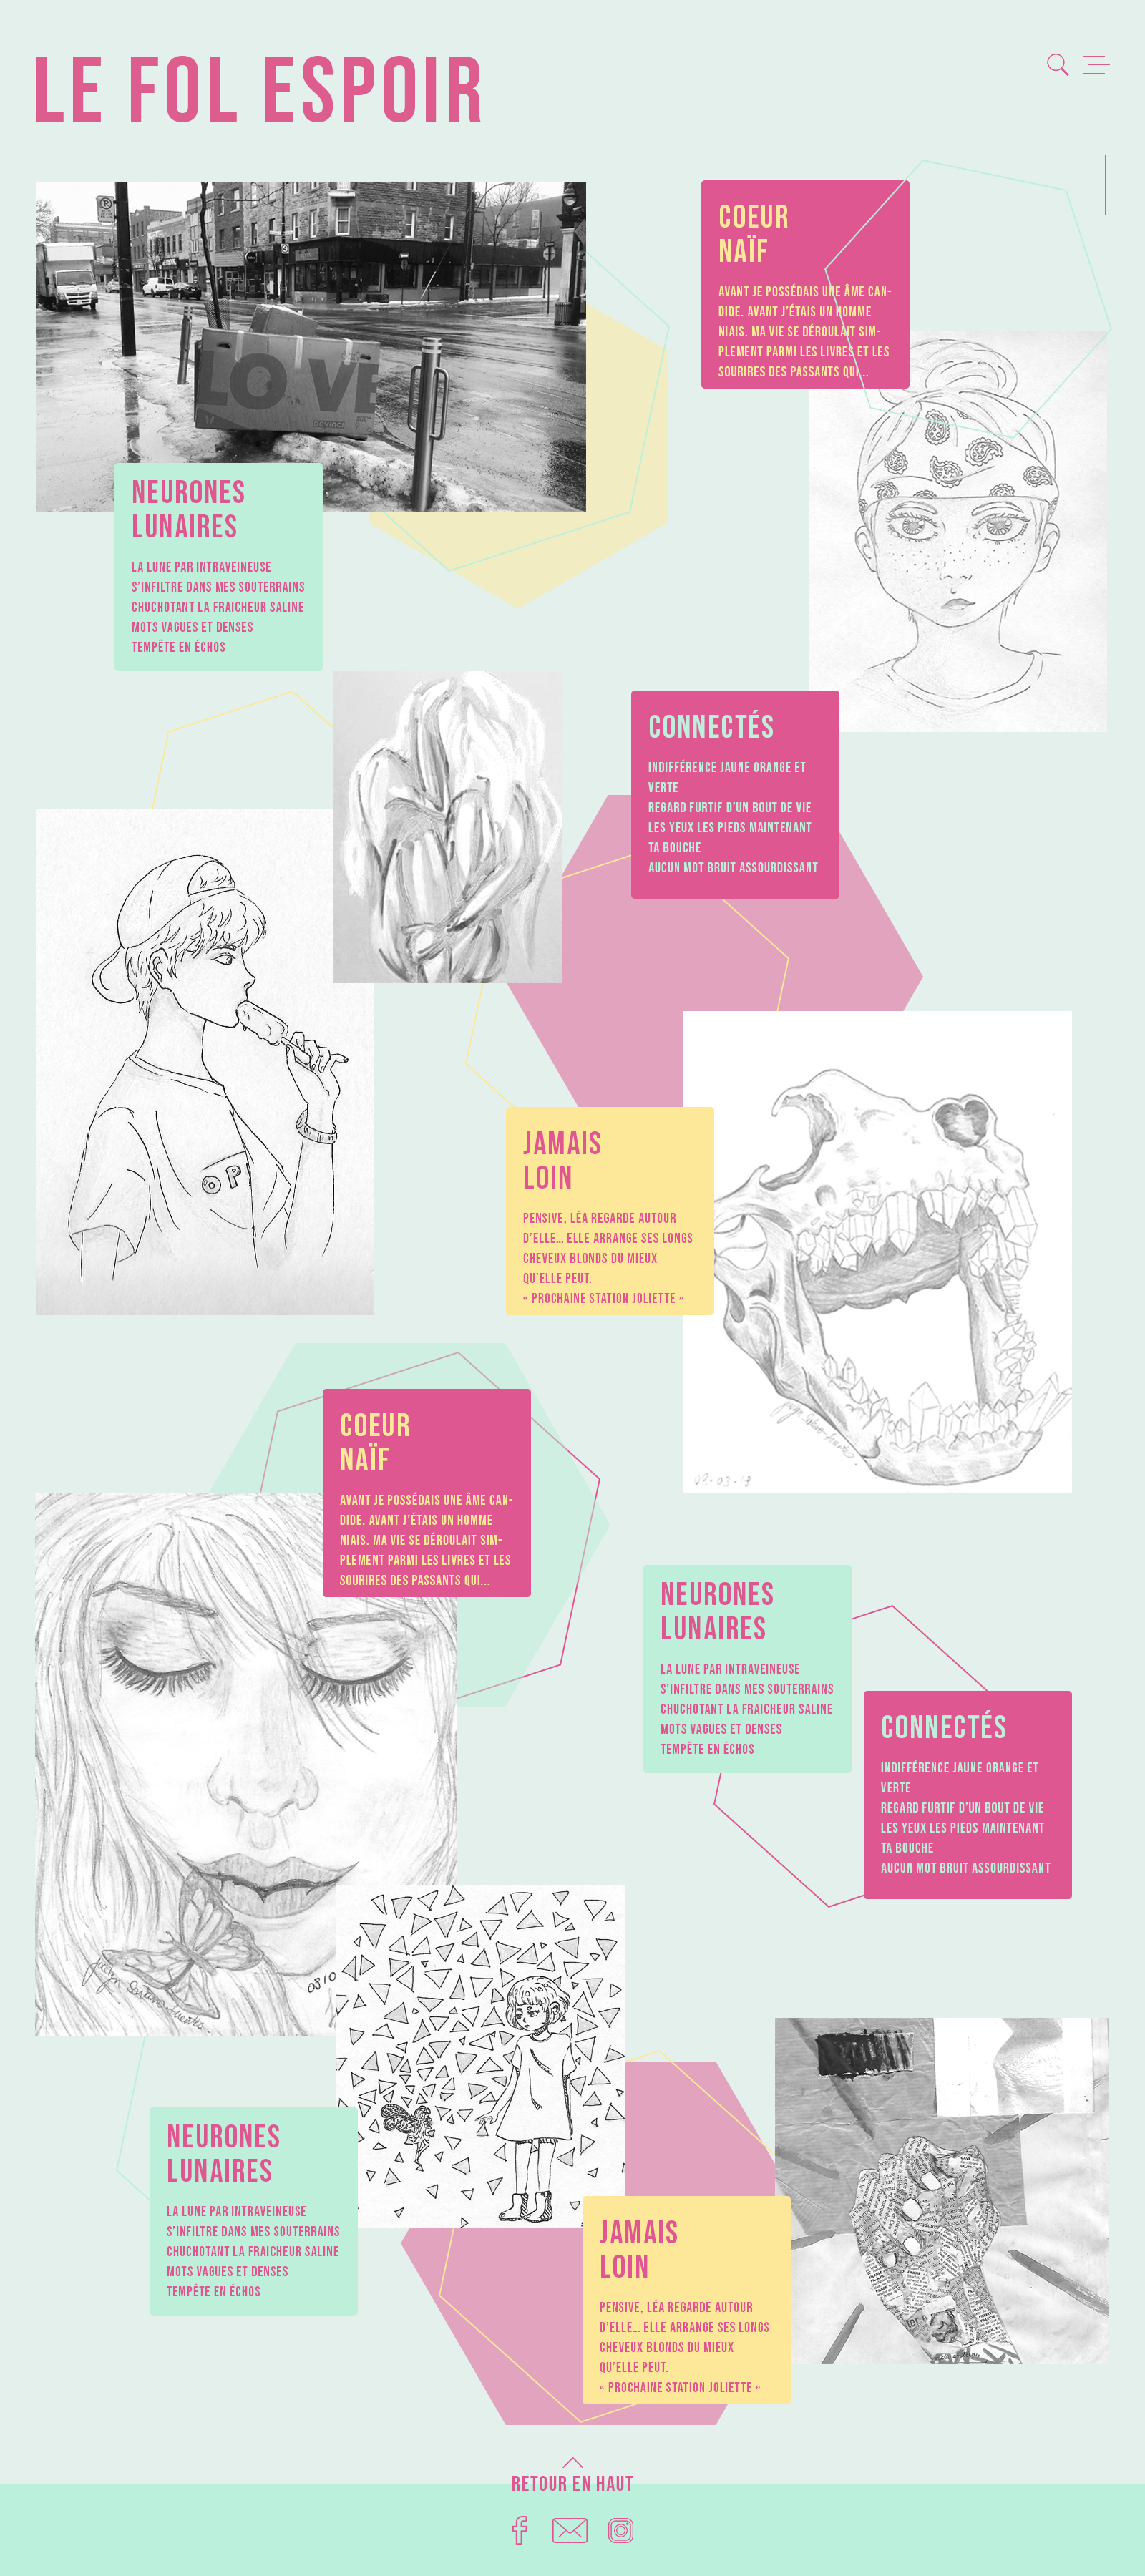 LE FOL ESPOIR
LOVE
devinci
COEUR
NAÏF
AVANT JE POSSÉDAIS UNE ÂME CAN-
DIDE. AVANT J'ÉTAIS UN HOMME
NIAIS. MA VIE SE DÉROULAIT SIM-
PLEMENT PARMI LES LIVRES ET LES
SOURIRES DES PASSANTS QUI...
NEURONES
LUNAIRES
LA LUNE PAR INTRAVEINEUSE
S'INFILTRE DANS MES SOUTERRAINS
CHUCHOTANT LA FRAICHEUR SALINE
MOTS VAGUES ET DENSES
TEMPÊTE EN ÉCHOS
CONNECTÉS
INDIFFÉRENCE JAUNE ORANGE ET
VERTE
REGARD FURTIF D'UN BOUT DE VIE
LES YEUX LES PIEDS MAINTENANT
TA BOUCHE
AUCUN MOT BRUIT ASSOURDISSANT
OP
JAMAIS
LOIN
PENSIVE, LÉA REGARDE AUTOUR
D'ELLE... ELLE ARRANGE SES LONGS
CHEVEUX BLONDS DU MIEUX
QU'ELLE PEUT.
« PROCHAINE STATION JOLIETTE »
COEUR
NAÏF
AVANT JE POSSÉDAIS UNE ÂME CAN-
DIDE. AVANT J'ÉTAIS UN HOMME
NIAIS. MA VIE SE DÉROULAIT SIM-
PLEMENT PARMI LES LIVRES ET LES
SOURIRES DES PASSANTS QUI...
NEURONES
LUNAIRES
LA LUNE PAR INTRAVEINEUSE
S'INFILTRE DANS MES SOUTERRAINS
CHUCHOTANT LA FRAICHEUR SALINE
MOTS VAGUES ET DENSES
TEMPÊTE EN ÉCHOS
CONNECTÉS
INDIFFÉRENCE JAUNE ORANGE ET
VERTE
REGARD FURTIF D'UN BOUT DE VIE
LES YEUX LES PIEDS MAINTENANT
TA BOUCHE
AUCUN MOT BRUIT ASSOURDISSANT
0810
NEURONES
LUNAIRES
LA LUNE PAR INTRAVEINEUSE
S'INFILTRE DANS MES SOUTERRAINS
CHUCHOTANT LA FRAICHEUR SALINE
MOTS VAGUES ET DENSES
TEMPÊTE EN ÉCHOS
JAMAIS
LOIN
PENSIVE, LÉA REGARDE AUTOUR
D'ELLE... ELLE ARRANGE SES LONGS
CHEVEUX BLONDS DU MIEUX
QU'ELLE PEUT.
« PROCHAINE STATION JOLIETTE »
RETOUR EN HAUT